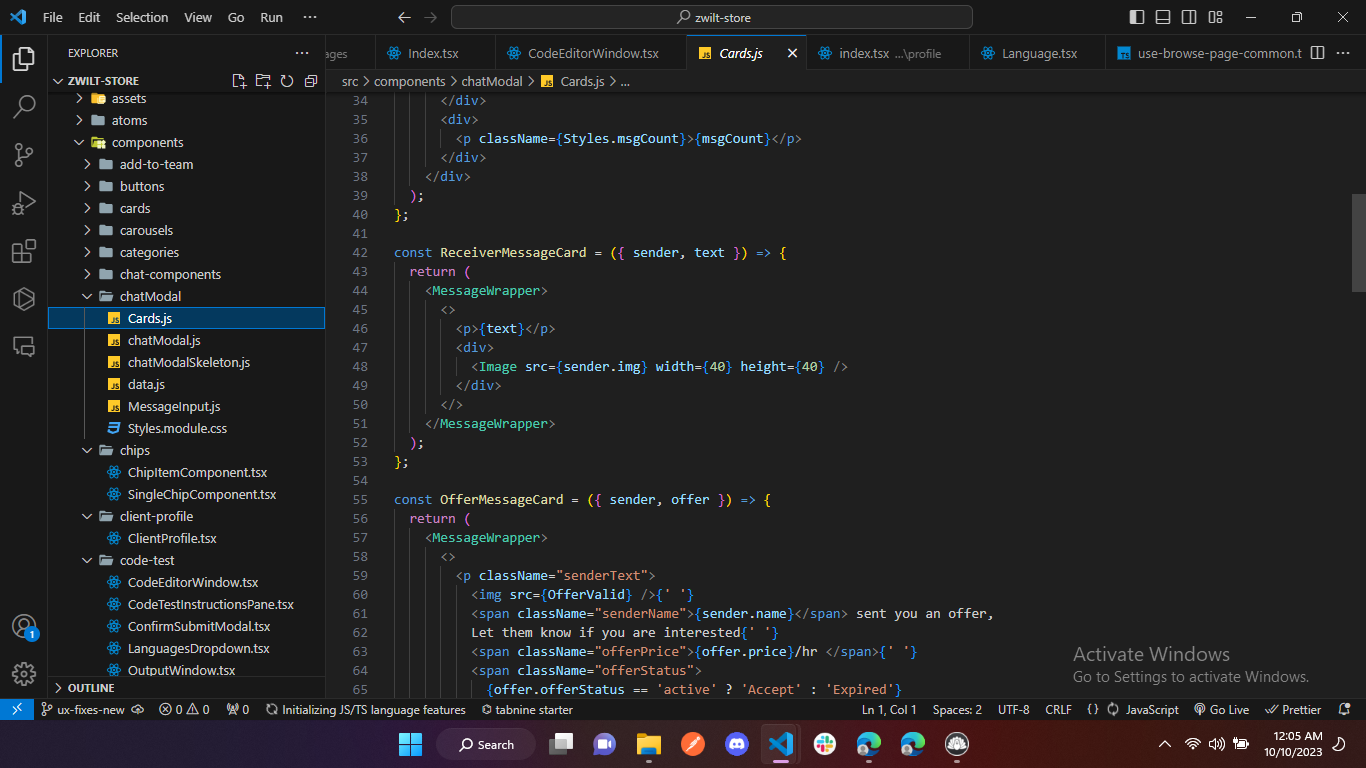 File Edit Selection View Go Run ···
zwilt-store
EXPLORER ···
ages Index.tsx CodeEditorWindow.tsx Cards.js index.tsx ...\profile Language.tsx use-browse-page-common.t ···
ZWILT-STORE
src > components > chatModal > Cards.js > ...
assets
atoms
components
add-to-team
buttons
cards
carousels
categories
chat-components
chatModal
Cards.js
chatModal.js
chatModalSkeleton.js
data.js
MessageInput.js
Styles.module.css
chips
ChipItemComponent.tsx
SingleChipComponent.tsx
client-profile
ClientProfile.tsx
code-test
CodeEditorWindow.tsx
CodeTestInstructionsPane.tsx
ConfirmSubmitModal.tsx
LanguagesDropdown.tsx
OutputWindow.tsx
OUTLINE
34 </div>
35 <div>
36 <p className={Styles.msgCount}>{msgCount}</p>
37 </div>
38 </div>
39 );
40 };
41
42 const ReceiverMessageCard = ({ sender, text }) => {
43 return (
44 <MessageWrapper>
45 <>
46 <p>{text}</p>
47 <div>
48 <Image src={sender.img} width={40} height={40} />
49 </div>
50 </>
51 </MessageWrapper>
52 );
53 };
54
55 const OfferMessageCard = ({ sender, offer }) => {
56 return (
57 <MessageWrapper>
58 <>
59 <p className="senderText">
60 <img src={OfferValid} />{' '}
61 <span className="senderName">{sender.name}</span> sent you an offer,
62 Let them know if you are interested{' '}
63 <span className="offerPrice">{offer.price}/hr </span>{' '}
64 <span className="offerStatus">
65 {offer.offerStatus == 'active' ? 'Accept' : 'Expired'}
Activate Windows
Go to Settings to activate Windows.
1
ux-fixes-new 0 0 0 Initializing JS/TS language features tabnine starter Ln 1, Col 1 Spaces: 2 UTF-8 CRLF {} JavaScript Go Live Prettier
Search
12:05 AM
10/10/2023